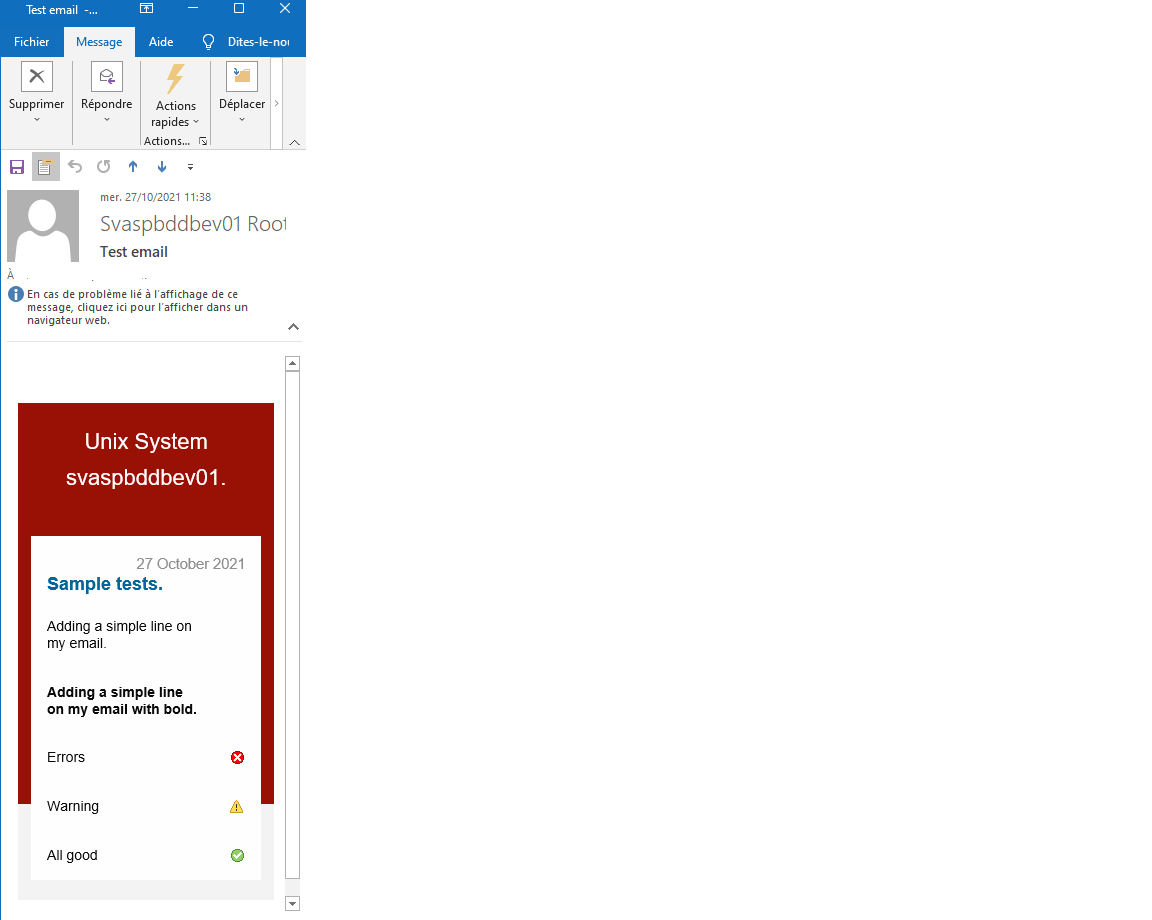 Test email -...
Fichier Message Aide Dites-le-nou
Supprimer Répondre Actions rapides Déplacer
Actions...
mer. 27/10/2021 11:38
Svaspbddbev01 Root
Test email
À
En cas de problème lié à l'affichage de ce
message, cliquez ici pour l'afficher dans un
navigateur web.
Unix System
svaspbddbev01.
27 October 2021
Sample tests.
Adding a simple line on
my email.
Adding a simple line
on my email with bold.
Errors
Warning
All good